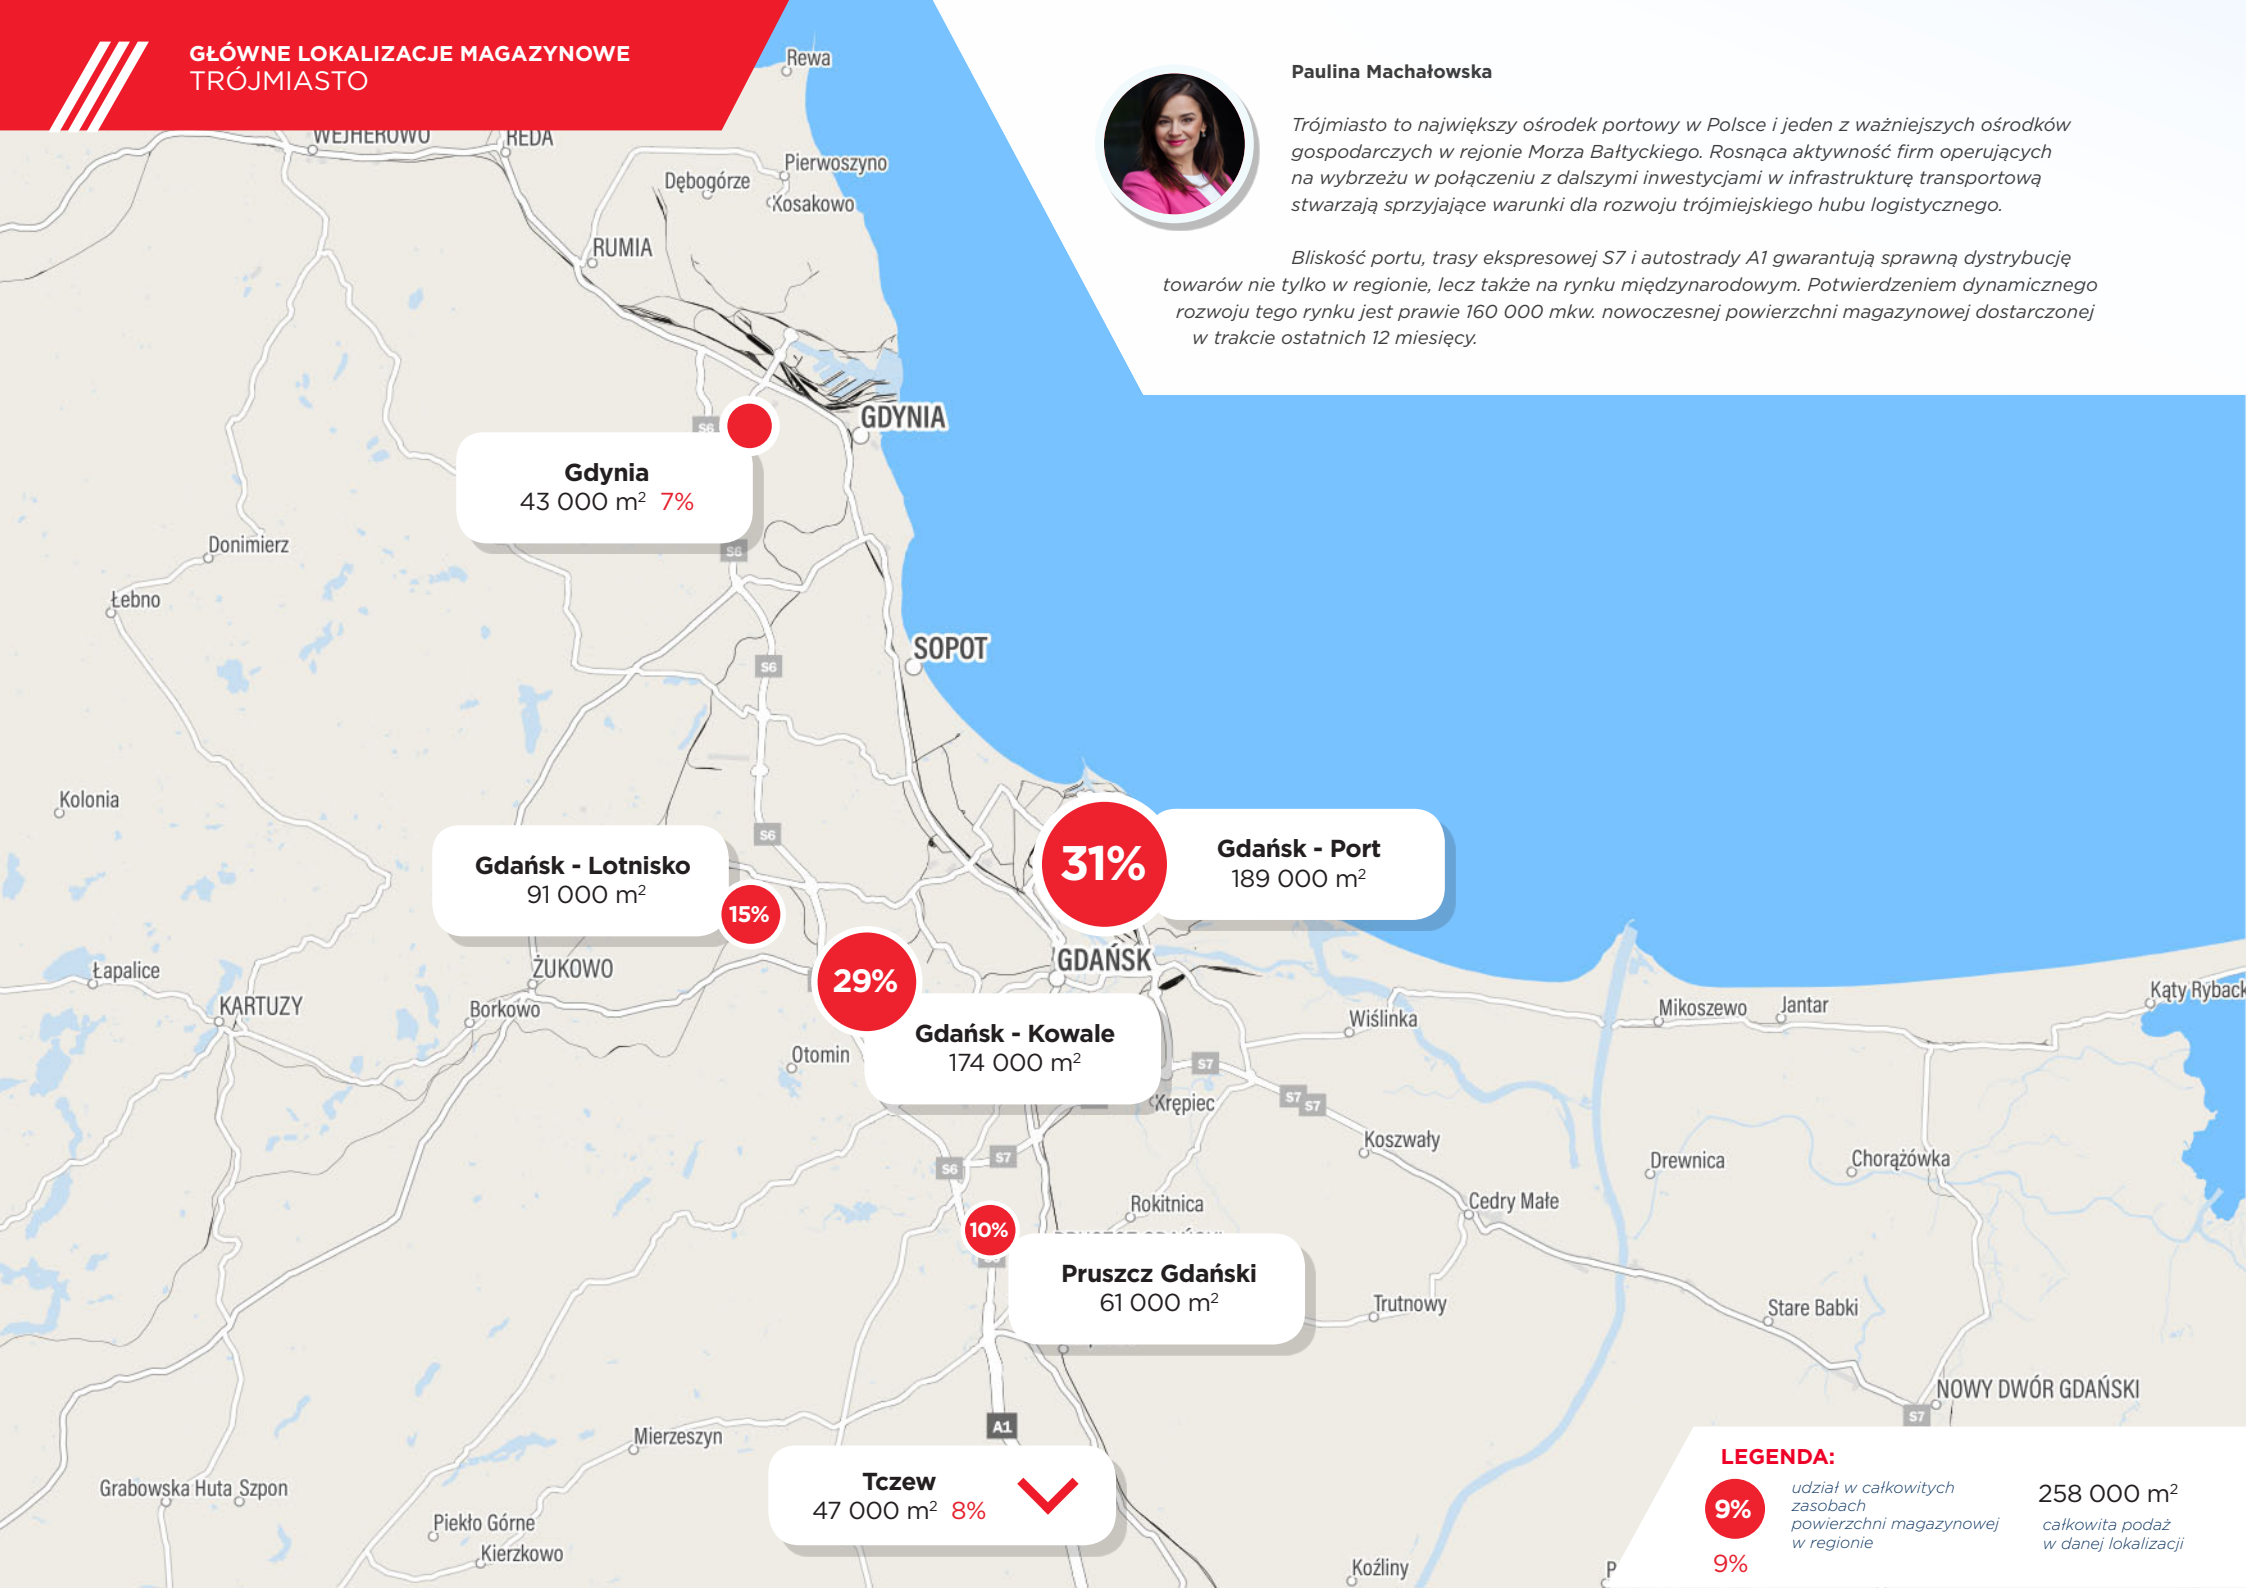 GŁÓWNE LOKALIZACJE MAGAZYNOWE
TRÓJMIASTO
Paulina Machałowska
Trójmiasto to największy ośrodek portowy w Polsce i jeden z ważniejszych ośrodków
gospodarczych w rejonie Morza Bałtyckiego. Rosnąca aktywność firm operujących
na wybrzeżu w połączeniu z dalszymi inwestycjami w infrastrukturę transportową
stwarzają sprzyjające warunki dla rozwoju trójmiejskiego hubu logistycznego.
Bliskość portu, trasy ekspresowej S7 i autostrady A1 gwarantują sprawną dystrybucję
towarów nie tylko w regionie, lecz także na rynku międzynarodowym. Potwierdzeniem dynamicznego
rozwoju tego rynku jest prawie 160 000 mkw. nowoczesnej powierzchni magazynowej dostarczonej
w trakcie ostatnich 12 miesięcy.
Rewa
WEJHEROWO
REDA
Pierwoszyno
Dębogórze
Kosakowo
RUMIA
GDYNIA
S6
Gdynia
43 000 m² 7%
S6
Donimierz
Łebno
SOPOT
S6
Kolonia
S6
Gdańsk - Lotnisko
91 000 m²
15%
31%
Gdańsk - Port
189 000 m²
GDAŃSK
29%
Gdańsk - Kowale
174 000 m²
Łapalice
ŻUKOWO
KARTUZY
Borkowo
Otomin
Wiślinka
Mikoszewo
Jantar
Kąty Ryback
S7
Krępiec
S7
S7
Koszwały
Drewnica
Chorążówka
S6
S7
Rokitnica
Cedry Małe
10%
Pruszcz Gdański
61 000 m²
Trutnowy
Stare Babki
NOWY DWÓR GDAŃSKI
S7
A1
Mierzeszyn
Tczew
47 000 m² 8%
Grabowska Huta
Szpon
Piekło Górne
Kierzkowo
Koźliny
P
LEGENDA:
9%
udział w całkowitych
zasobach
powierzchni magazynowej
w regionie
9%
258 000 m²
całkowita podaż
w danej lokalizacji